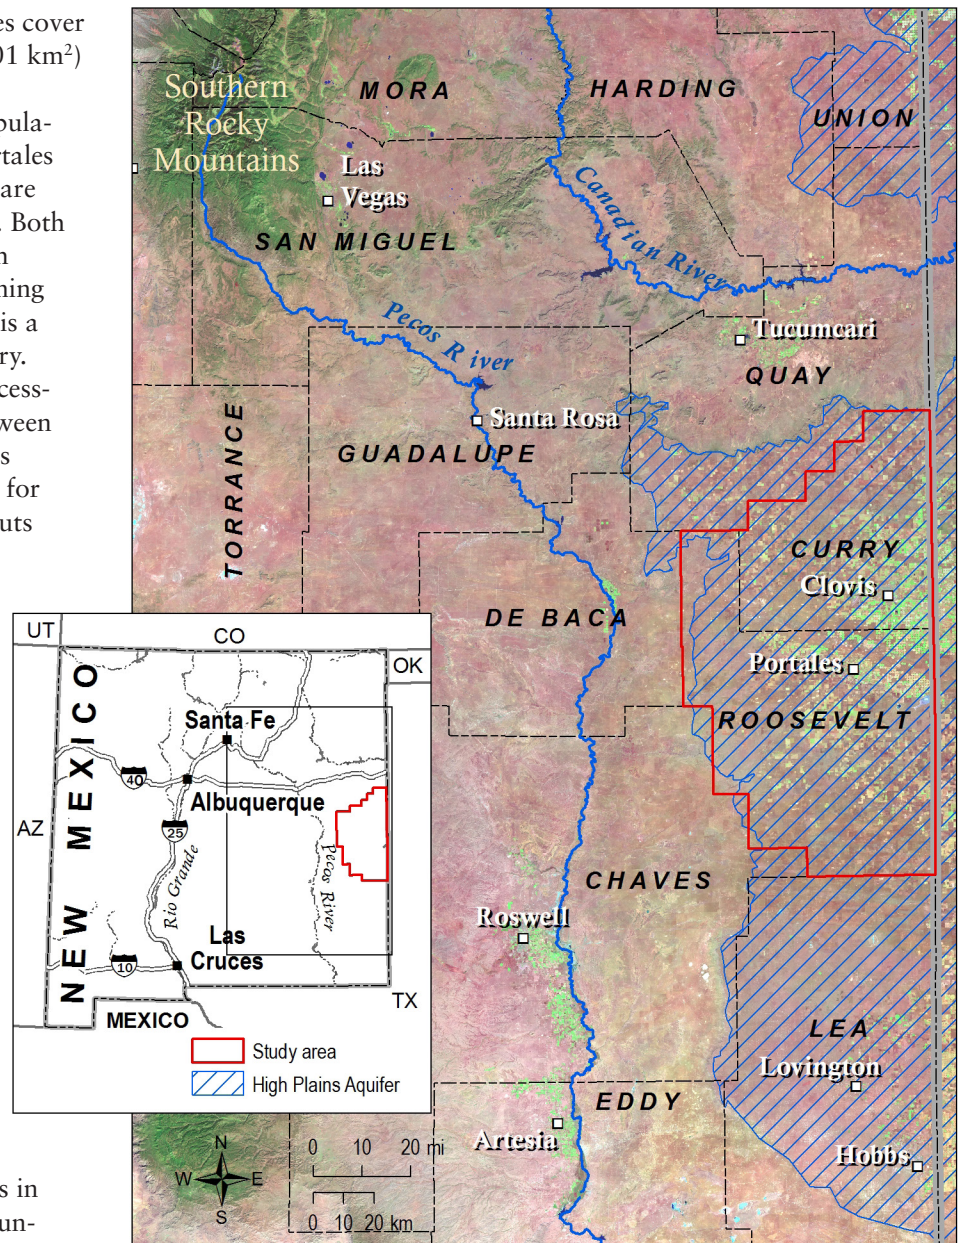 es cover
01 km²)
pula-
rtales
are
. Both
n
ning
is a
ry.
cess-
ween
s
for
uts
s in
un-
Southern
Rocky
Mountains
MORA
HARDING
UNION
Las
Vegas
SAN MIGUEL
Canadian River
Pecos River
Tucumcari
QUAY
Santa Rosa
GUADALUPE
TORRANCE
CURRY
Clovis
DE BACA
Portales
ROOSEVELT
CHAVES
Roswell
LEA
Lovington
EDDY
Artesia
Hobbs
UT
CO
OK
NEW MEXICO
Santa Fe
40
Albuquerque
AZ
25
Rio Grande
Pecos River
Las
Cruces
10
TX
MEXICO
Study area
High Plains Aquifer
N
W E
S
0 10 20 mi
0 10 20 km